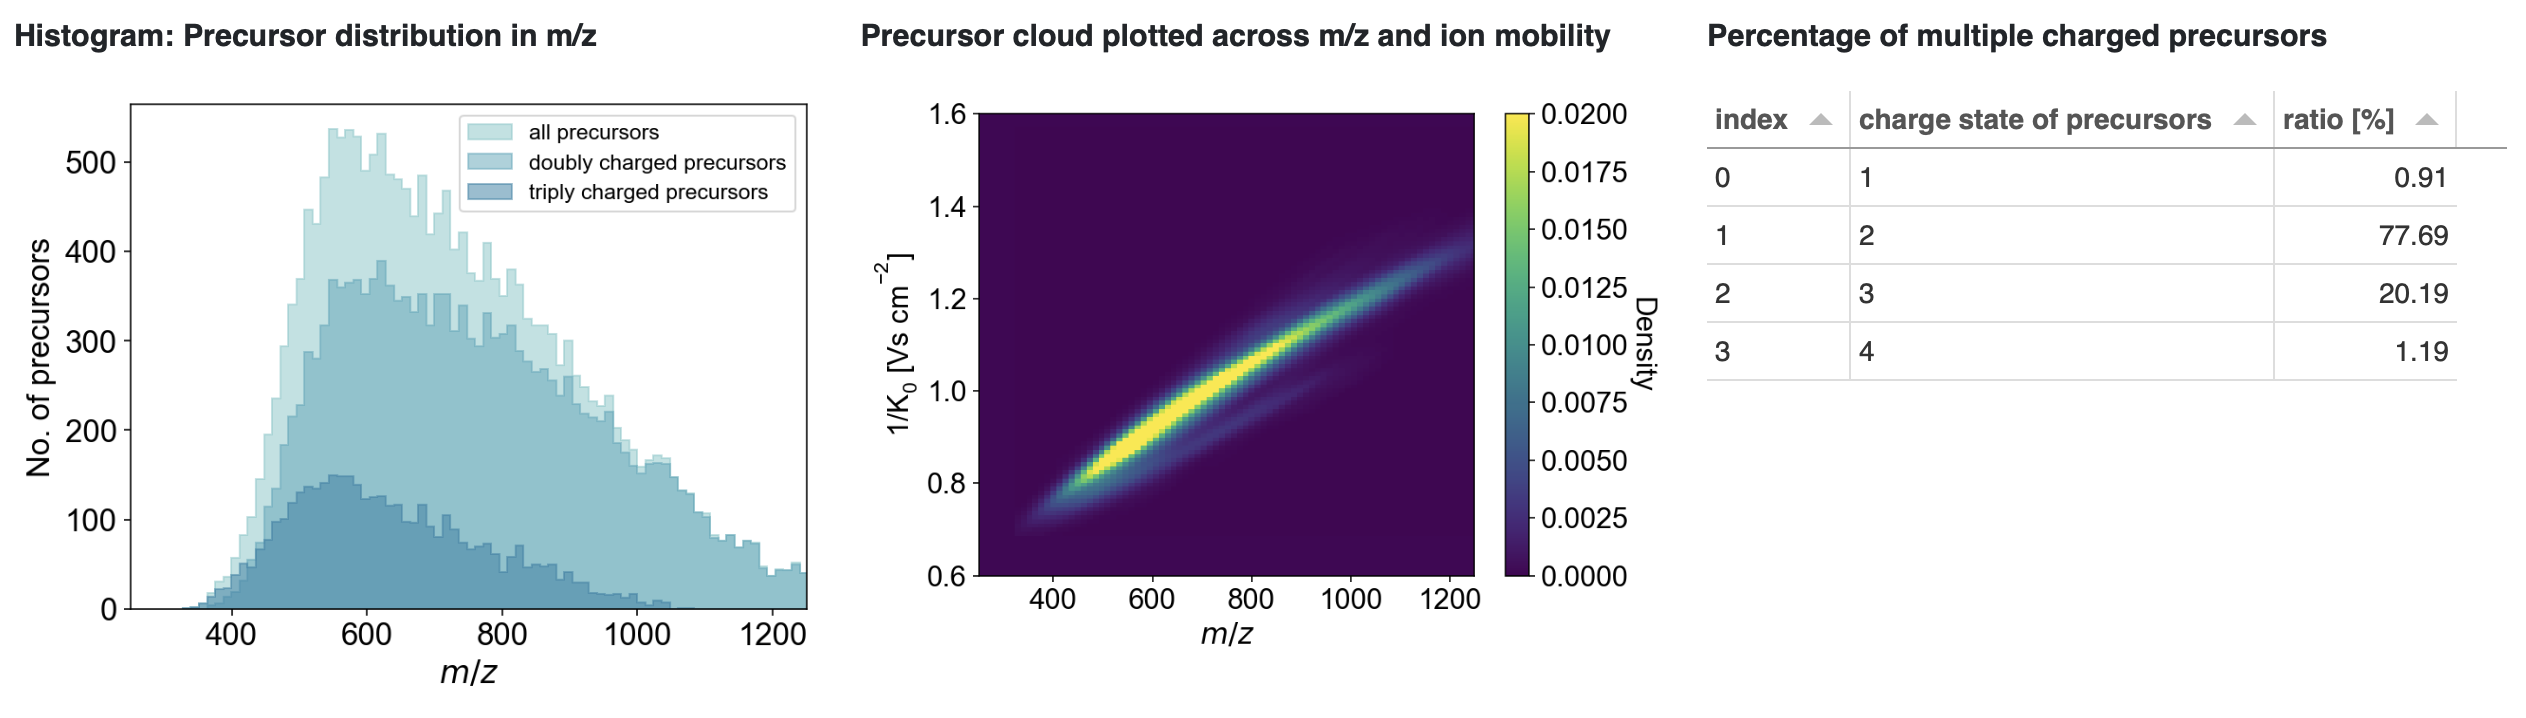 Histogram: Precursor distribution in m/z
all precursors
doubly charged precursors
triply charged precursors
No. of precursors
500
400
300
200
100
0
400 600 800 1000 1200
m/z
Precursor cloud plotted across m/z and ion mobility
1/K₀ [Vs cm⁻²]
1.6
1.4
1.2
1.0
0.8
0.6
400 600 800 1000 1200
m/z
0.0200
0.0175
0.0150
0.0125
0.0100
0.0075
0.0050
0.0025
0.0000
Density
Percentage of multiple charged precursors
index charge state of precursors ratio [%]
0 1 0.91
1 2 77.69
2 3 20.19
3 4 1.19